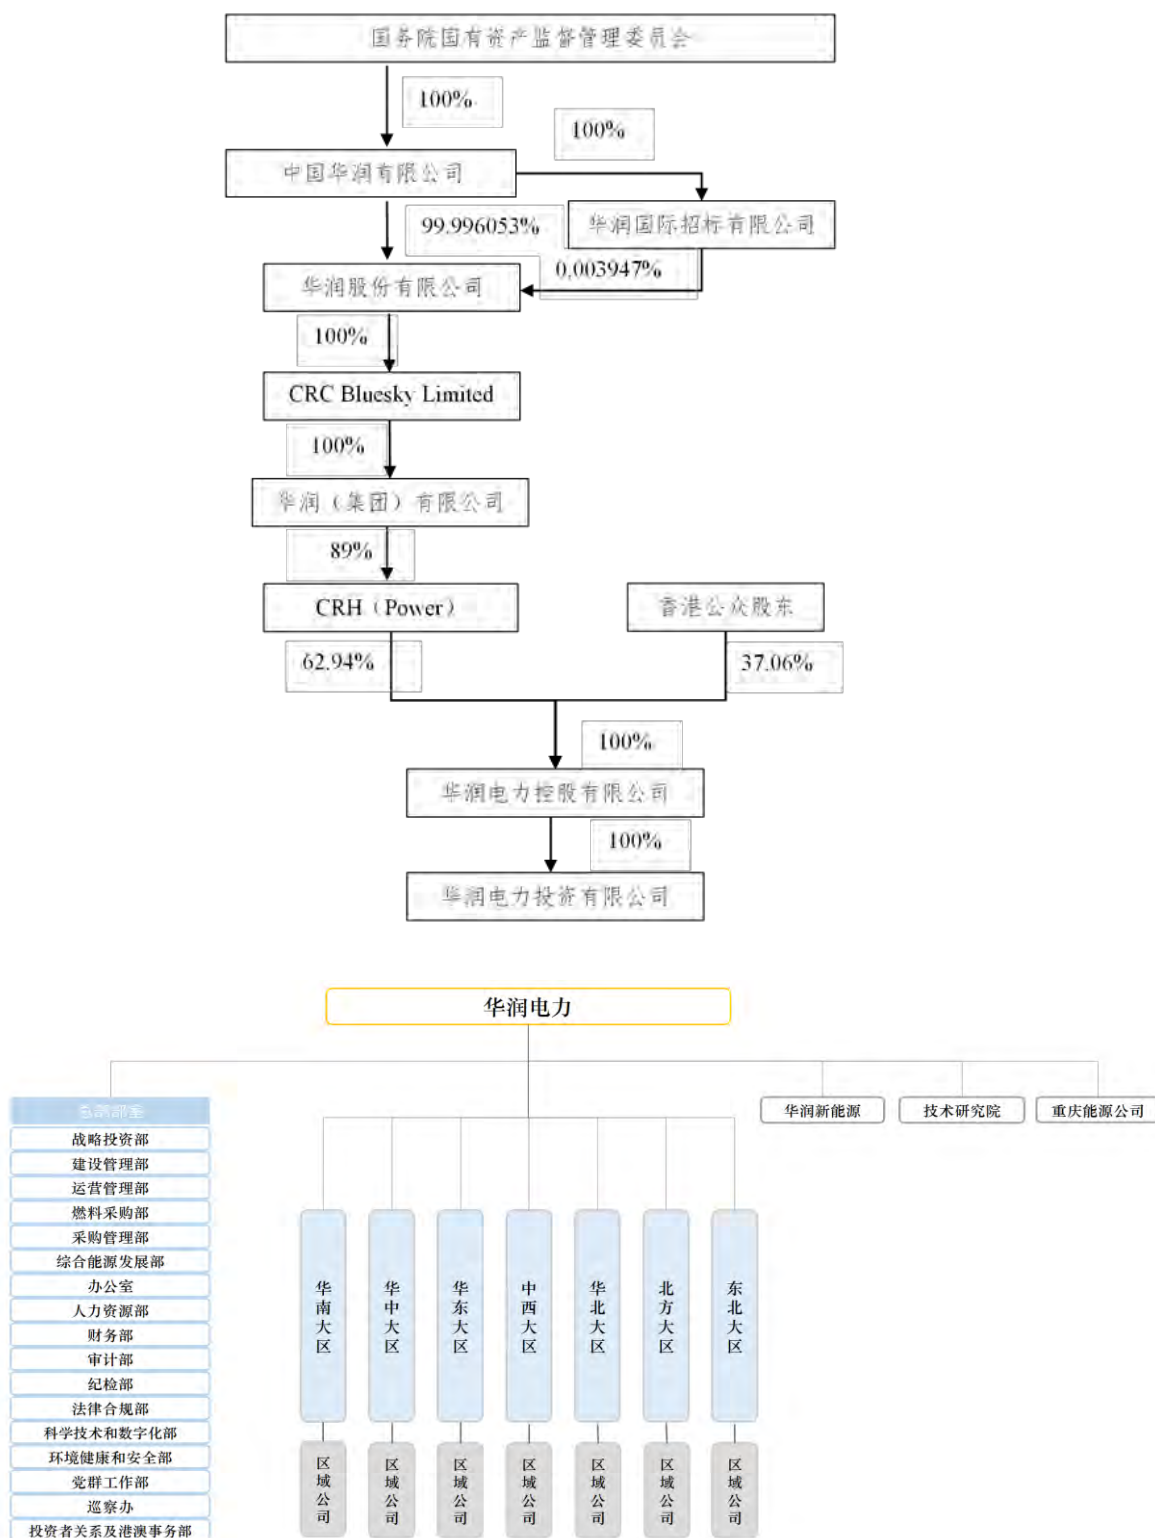 国务院国有资产监督管理委员会
100%
100%
中国华润有限公司
99.996053%
华润国际招标有限公司
0.003947%
华润股份有限公司
100%
CRC Bluesky Limited
100%
华润（集团）有限公司
89%
CRH（Power）
香港公众股东
62.94%
37.06%
100%
华润电力控股有限公司
100%
华润电力投资有限公司
华润电力
总部部室
战略投资部
建设管理部
运营管理部
燃料采购部
采购管理部
综合能源发展部
办公室
人力资源部
财务部
审计部
纪检部
法律合规部
科学技术和数字化部
环境健康和安全部
党群工作部
巡察办
投资者关系及港澳事务部
华南大区
华中大区
华东大区
中西大区
华北大区
北方大区
东北大区
区域公司
区域公司
区域公司
区域公司
区域公司
区域公司
区域公司
华润新能源
技术研究院
重庆能源公司